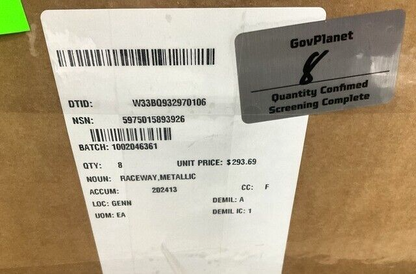 GovPlanet
8
Quantity Confimed
Screening Complete
DTID: W33BQ932970106
NSN: 5975015893926
BATCH: 1002046361
QTY: 8 UNIT PRICE: $293.69
NOUN: RACEWAY,METALLIC
ACCUM: 202413 CC: F
LOC: GENN DEMIL: A
UOM: EA DEMIL IC: 1